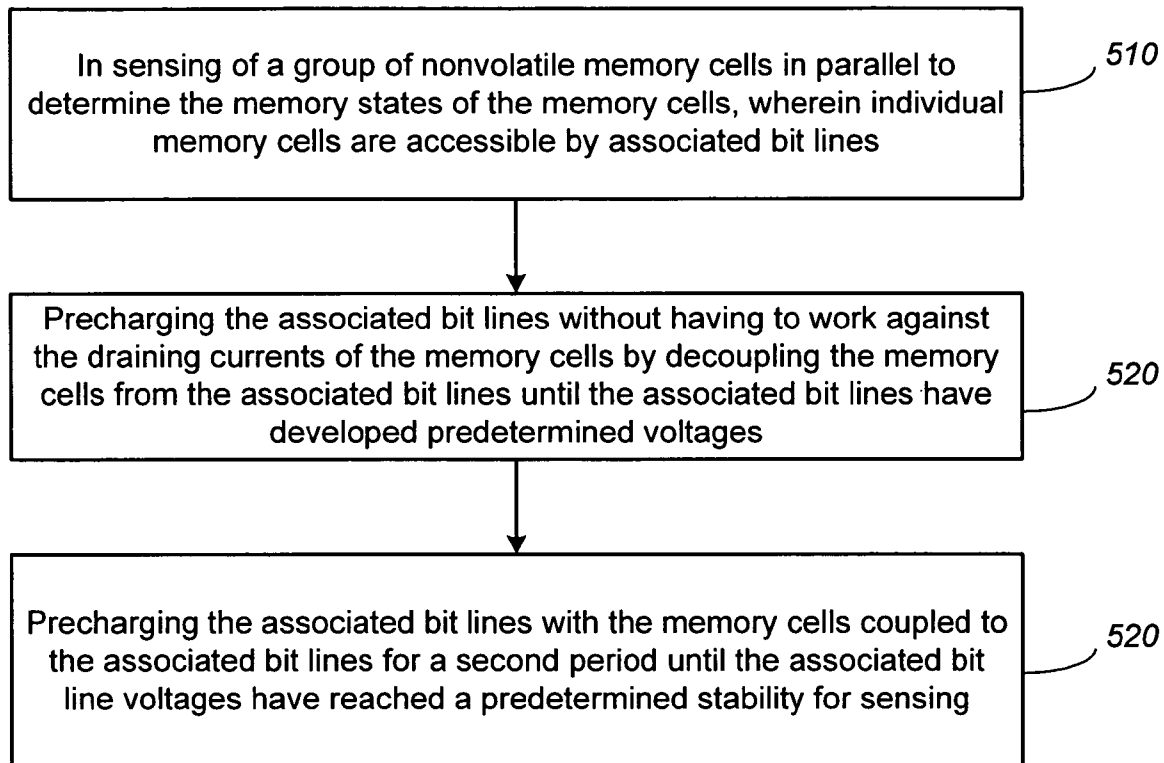 In sensing of a group of nonvolatile memory cells in parallel to
determine the memory states of the memory cells, wherein individual
memory cells are accessible by associated bit lines
510
Precharging the associated bit lines without having to work against
the draining currents of the memory cells by decoupling the memory
cells from the associated bit lines until the associated bit lines have
developed predetermined voltages
520
Precharging the associated bit lines with the memory cells coupled to
the associated bit lines for a second period until the associated bit
line voltages have reached a predetermined stability for sensing
520